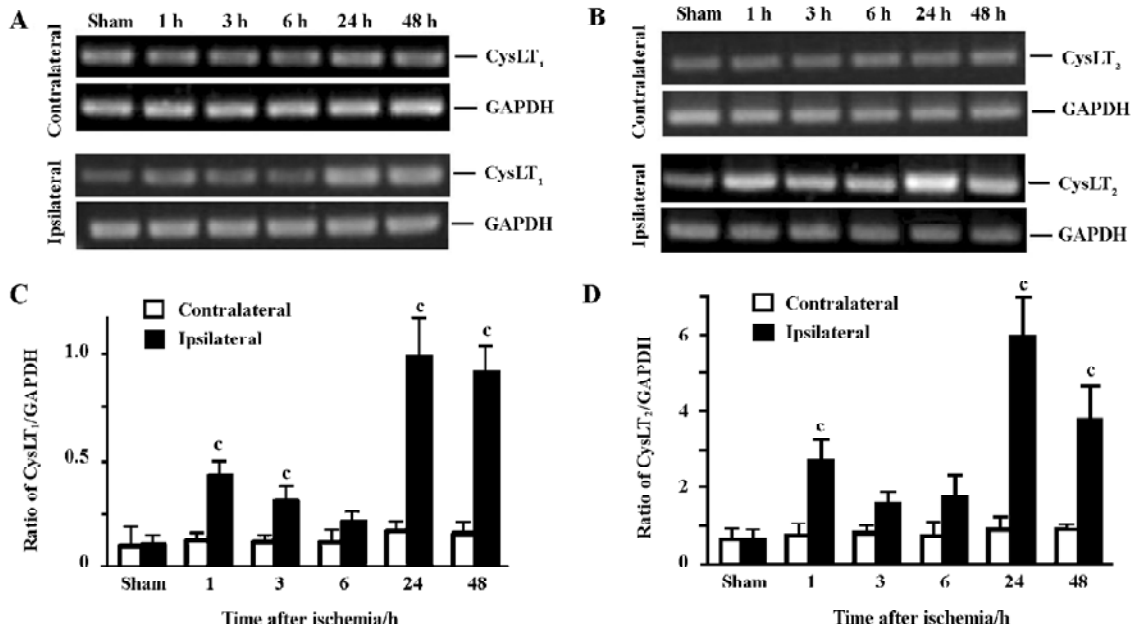 A
Sham 1 h 3 h 6 h 24 h 48 h
Contralateral
CysLT₁
GAPDH
Ipsilateral
CysLT₁
GAPDH
B
Sham 1 h 3 h 6 h 24 h 48 h
Contralateral
CysLT₂
GAPDH
Ipsilateral
CysLT₂
GAPDH
C
Contralateral
Ipsilateral
Ratio of CysLT₁/GAPDH
1.0
0.5
0
c
c
c
c
Sham 1 3 6 24 48
Time after ischemia/h
D
Contralateral
Ipsilateral
Ratio of CysLT₂/GAPDH
6
4
2
0
c
c
c
Sham 1 3 6 24 48
Time after ischemia/h